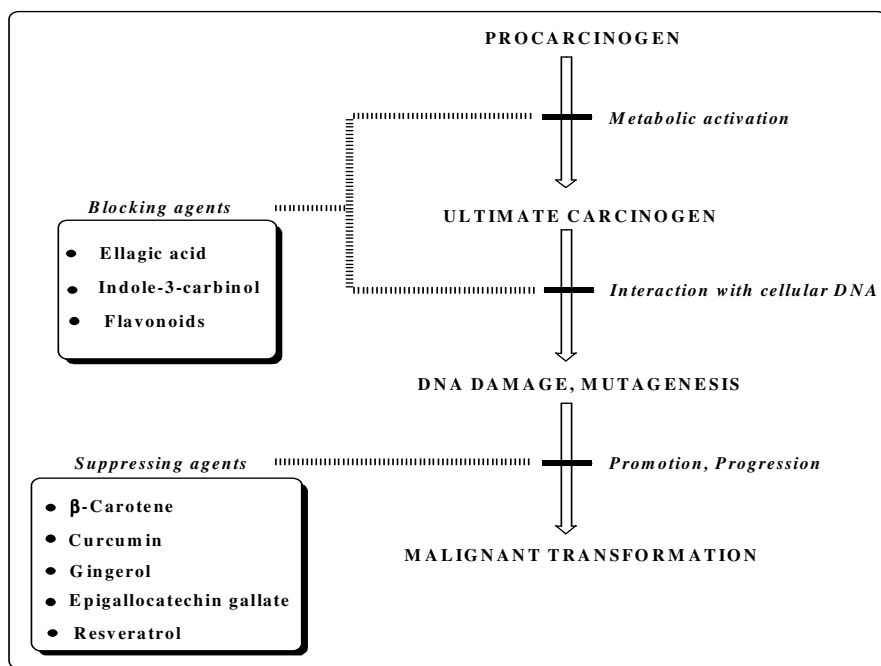 PROCARCINOGEN
Metabolic activation
Blocking agents
ULTIMATE CARCINOGEN
• Ellagic acid
• Indole-3-carbinol
• Flavonoids
Interaction with cellular DNA
DNA DAMAGE, MUTAGENESIS
Suppressing agents
Promotion, Progression
• β-Carotene
• Curcumin
• Gingerol
• Epigallocatechin gallate
• Resveratrol
MALIGNANT TRANSFORMATION